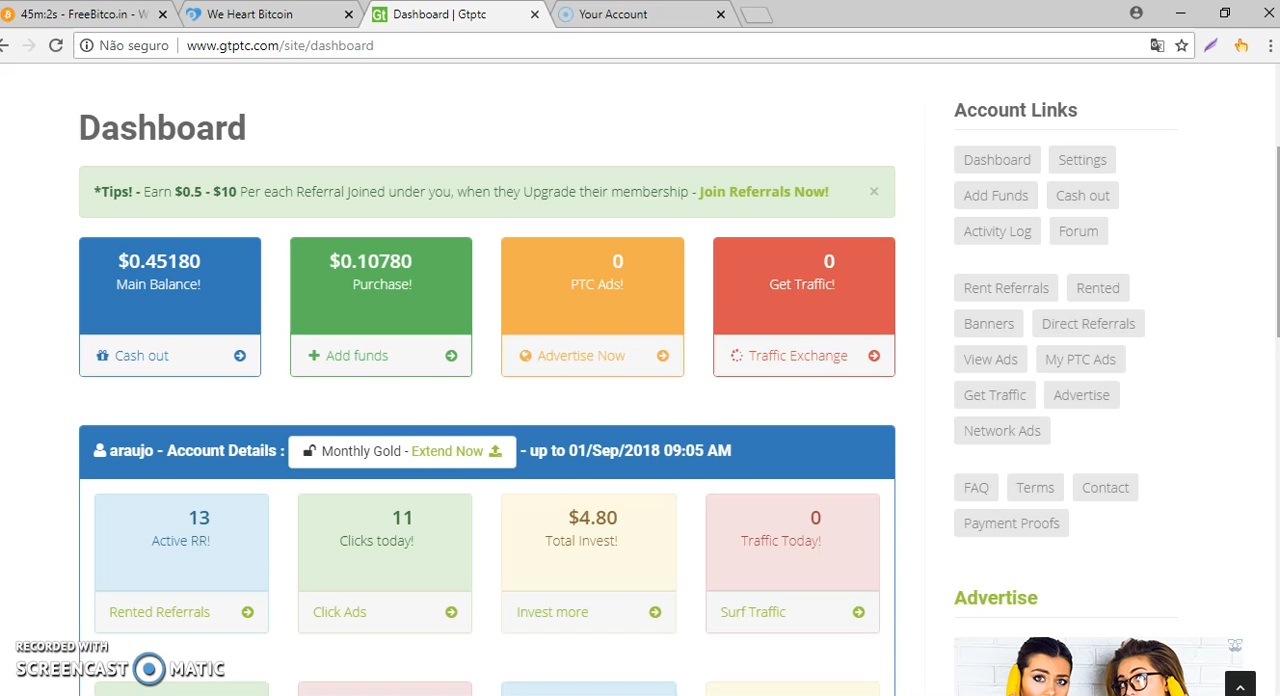 45m:2s - FreeBitco.in - W
We Heart Bitcoin
Gt Dashboard | Gtptc
Your Account
Não seguro | www.gtptc.com/site/dashboard
Dashboard
*Tips! - Earn $0.5 - $10 Per each Referral Joined under you, when they Upgrade their membership - Join Referrals Now! ×
$0.45180
Main Balance!
Cash out
$0.10780
Purchase!
Add funds
0
PTC Ads!
Advertise Now
0
Get Traffic!
Traffic Exchange
araujo - Account Details : Monthly Gold - Extend Now - up to 01/Sep/2018 09:05 AM
13
Active RR!
Rented Referrals
11
Clicks today!
Click Ads
$4.80
Total Invest!
Invest more
0
Traffic Today!
Surf Traffic
Account Links
Dashboard Settings
Add Funds Cash out
Activity Log Forum
Rent Referrals Rented
Banners Direct Referrals
View Ads My PTC Ads
Get Traffic Advertise
Network Ads
FAQ Terms Contact
Payment Proofs
Advertise
RECORDED WITH
SCREENCAST MATIC